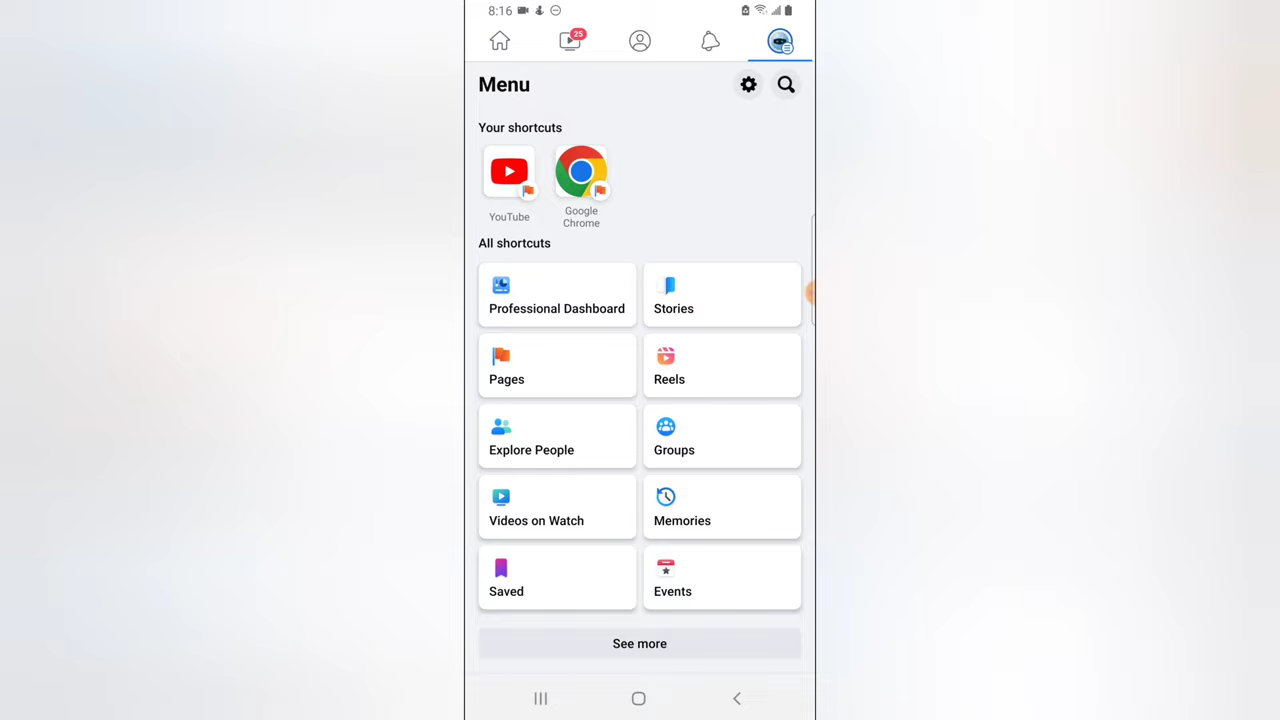 8:16
25
Menu
Your shortcuts
YouTube
Google
Chrome
All shortcuts
Professional Dashboard
Stories
Pages
Reels
Explore People
Groups
Videos on Watch
Memories
Saved
Events
See more